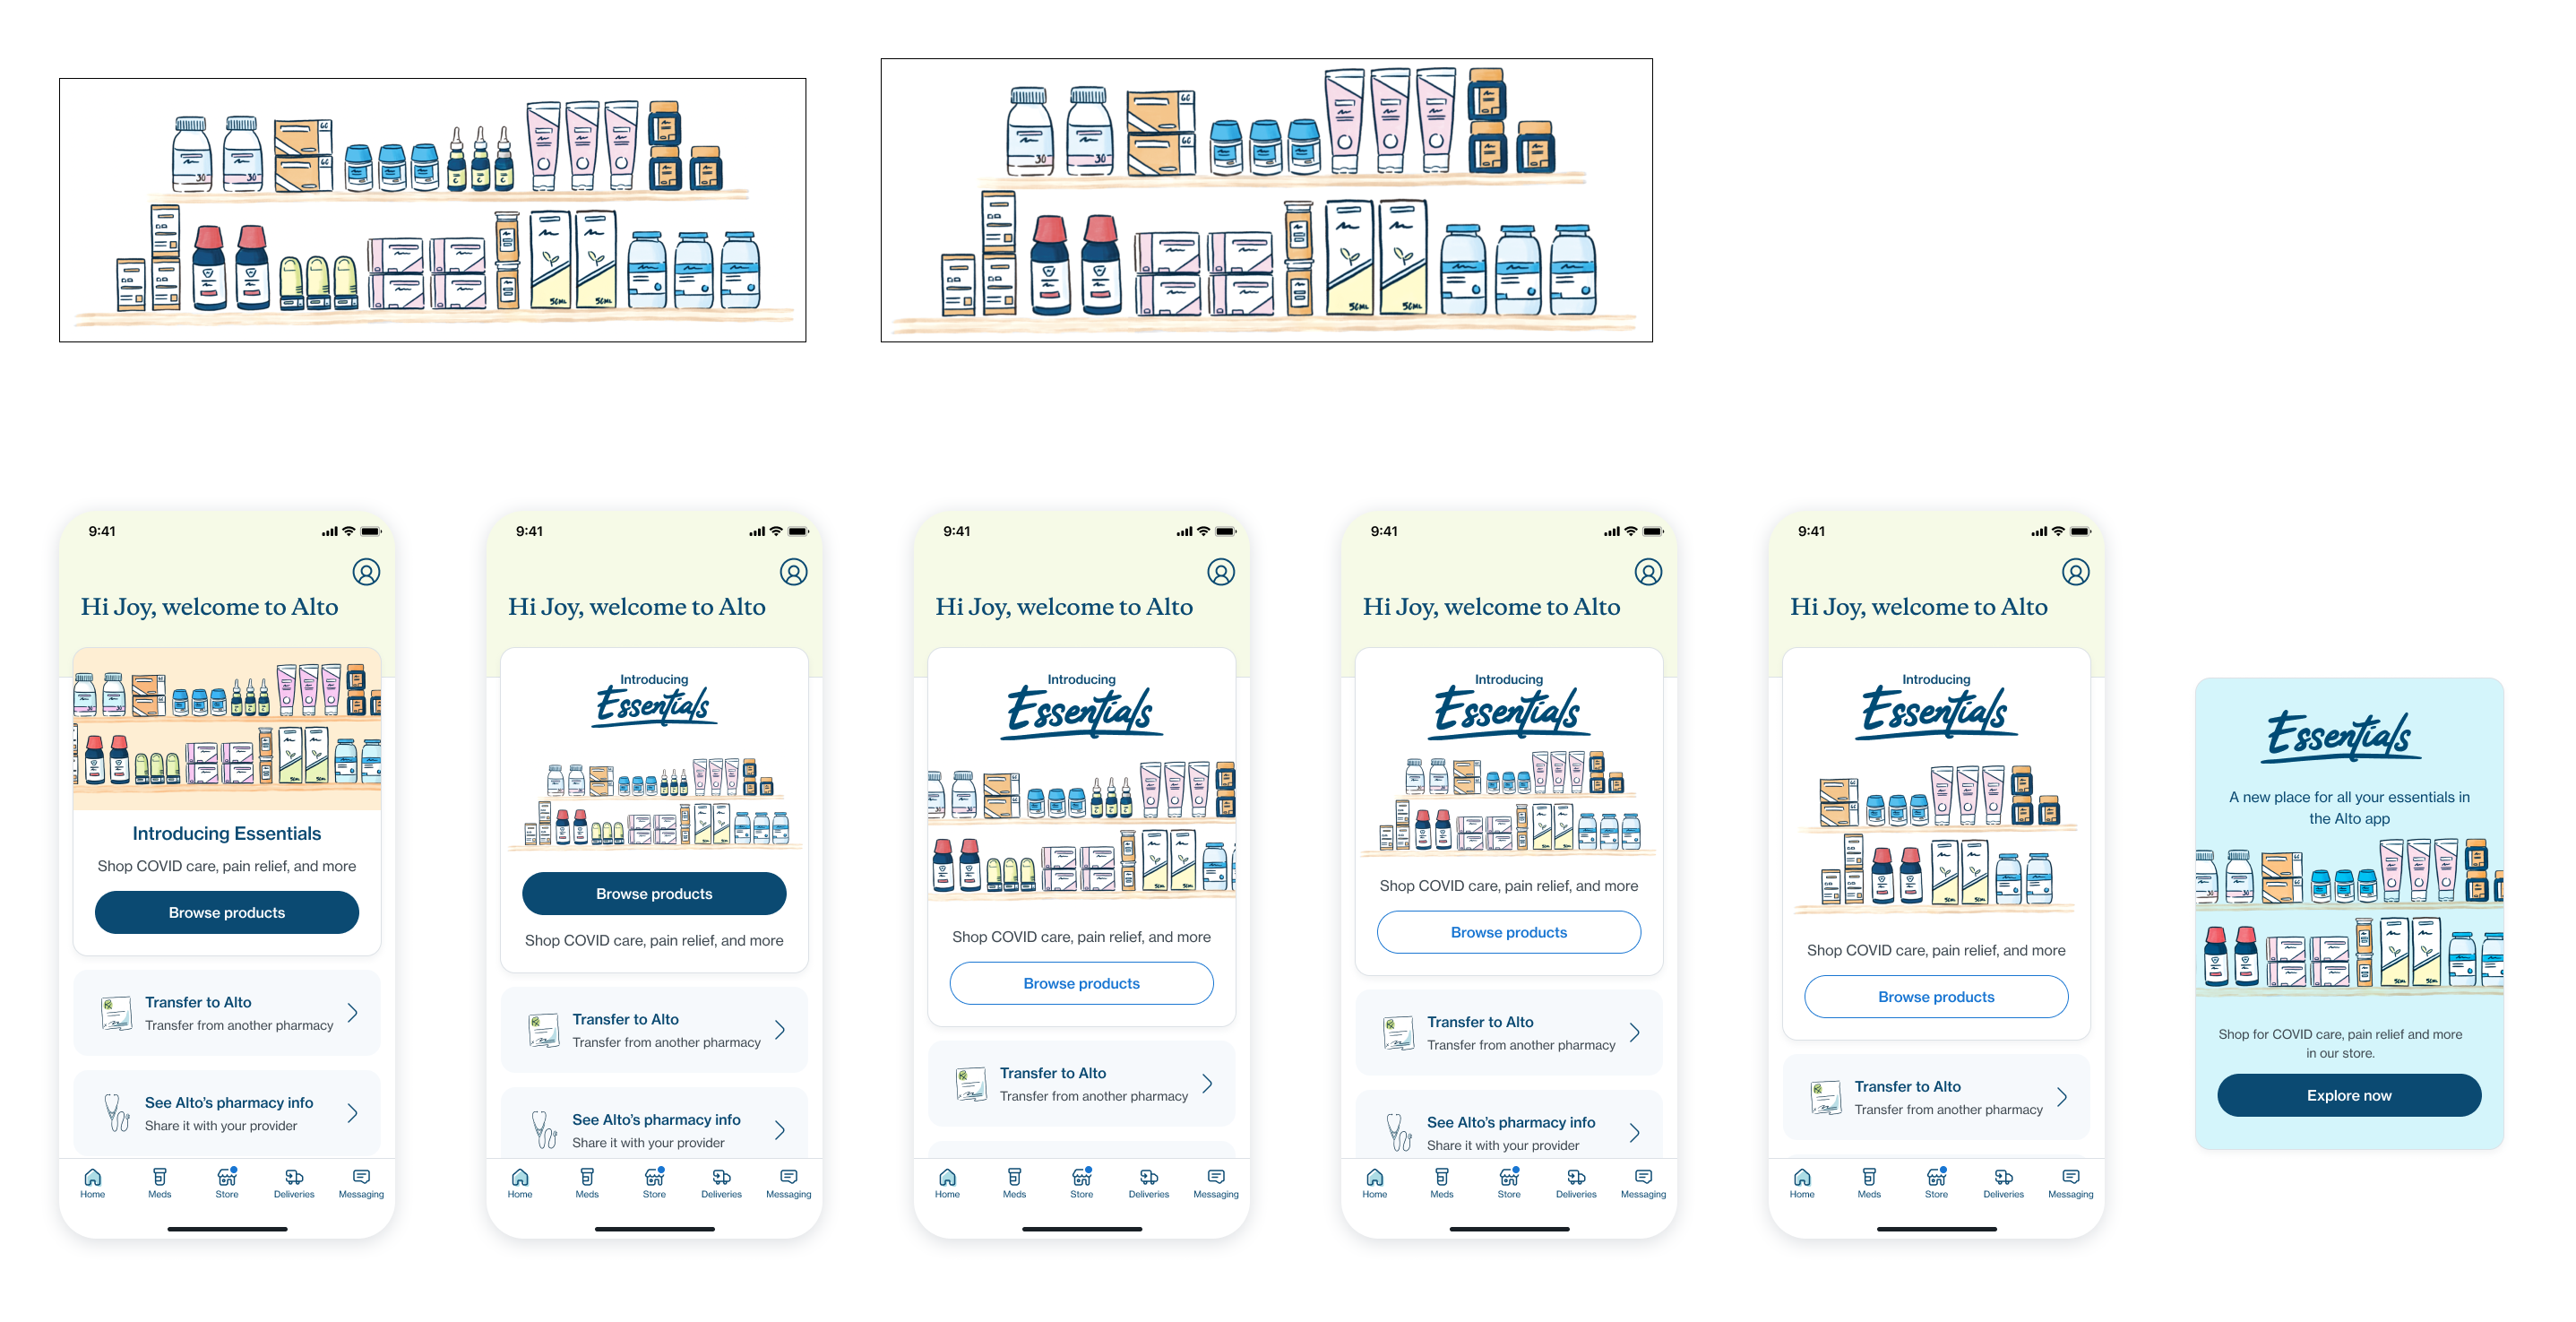 30
30
GG
GG
C
C
C
50ML
50ML
30
GG
50ML
50ML
9:41
Hi Joy, welcome to Alto
Introducing Essentials
Shop COVID care, pain relief, and more
Browse products
Transfer to Alto
Transfer from another pharmacy
See Alto’s pharmacy info
Share it with your provider
Home
Meds
Store
Deliveries
Messaging
9:41
Hi Joy, welcome to Alto
Introducing
Essentials
Browse products
Shop COVID care, pain relief, and more
Transfer to Alto
Transfer from another pharmacy
See Alto’s pharmacy info
Share it with your provider
Home
Meds
Store
Deliveries
Messaging
9:41
Hi Joy, welcome to Alto
Introducing
Essentials
Shop COVID care, pain relief, and more
Browse products
Transfer to Alto
Transfer from another pharmacy
Home
Meds
Store
Deliveries
Messaging
9:41
Hi Joy, welcome to Alto
Introducing
Essentials
Shop COVID care, pain relief, and more
Browse products
Transfer to Alto
Transfer from another pharmacy
See Alto’s pharmacy info
Share it with your provider
Home
Meds
Store
Deliveries
Messaging
9:41
Hi Joy, welcome to Alto
Introducing
Essentials
Shop COVID care, pain relief, and more
Browse products
Transfer to Alto
Transfer from another pharmacy
Home
Meds
Store
Deliveries
Messaging
Essentials
A new place for all your essentials in
the Alto app
Shop for COVID care, pain relief and more
in our store.
Explore now